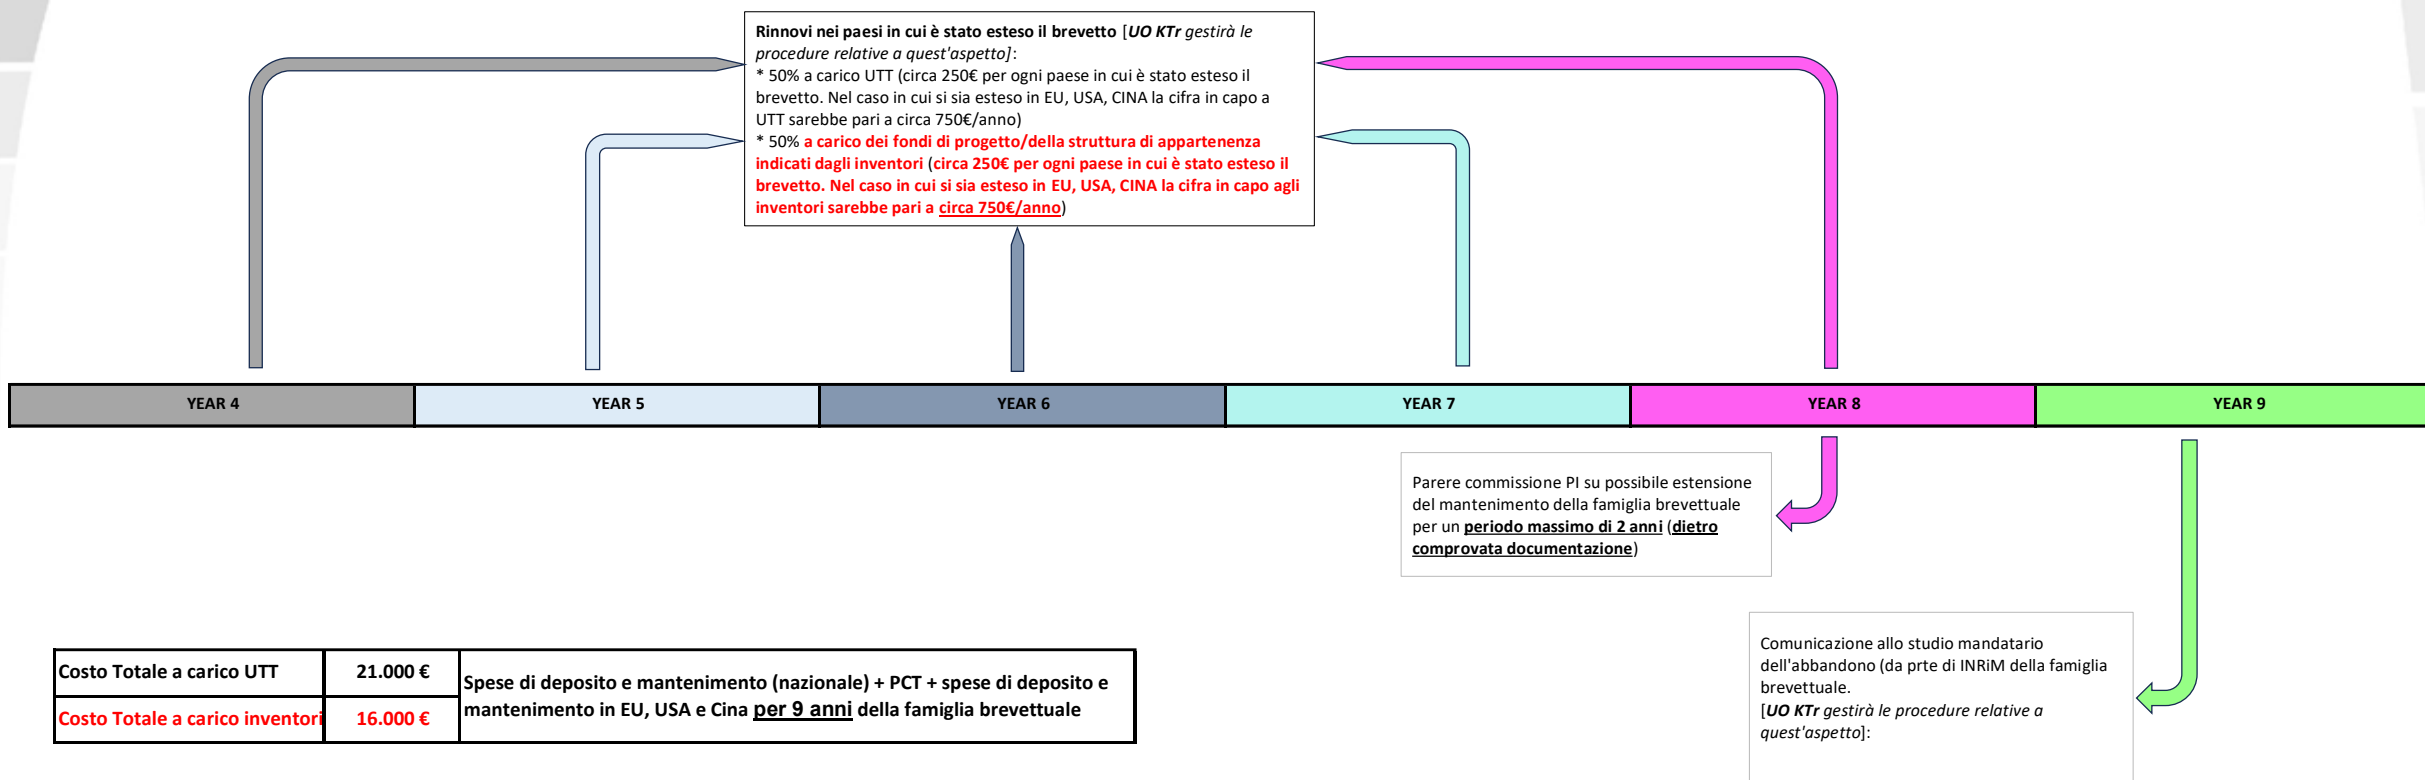 Rinnovi nei paesi in cui è stato esteso il brevetto [UO KTr gestirà le
procedure relative a quest'aspetto]:
* 50% a carico UTT (circa 250€ per ogni paese in cui è stato esteso il
brevetto. Nel caso in cui si sia esteso in EU, USA, CINA la cifra in capo a
UTT sarebbe pari a circa 750€/anno)
* 50% a carico dei fondi di progetto/della struttura di appartenenza
indicati dagli inventori (circa 250€ per ogni paese in cui è stato esteso il
brevetto. Nel caso in cui si sia esteso in EU, USA, CINA la cifra in capo agli
inventori sarebbe pari a circa 750€/anno)
YEAR 4
YEAR 5
YEAR 6
YEAR 7
YEAR 8
YEAR 9
Parere commissione PI su possibile estensione
del mantenimento della famiglia brevettuale
per un periodo massimo di 2 anni (dietro
comprovata documentazione)
Comunicazione allo studio mandatario
dell'abbandono (da prte di INRiM della famiglia
brevettuale.
[UO KTr gestirà le procedure relative a
quest'aspetto]:
Costo Totale a carico UTT
21.000 €
Costo Totale a carico inventori
16.000 €
Spese di deposito e mantenimento (nazionale) + PCT + spese di deposito e
mantenimento in EU, USA e Cina per 9 anni della famiglia brevettuale